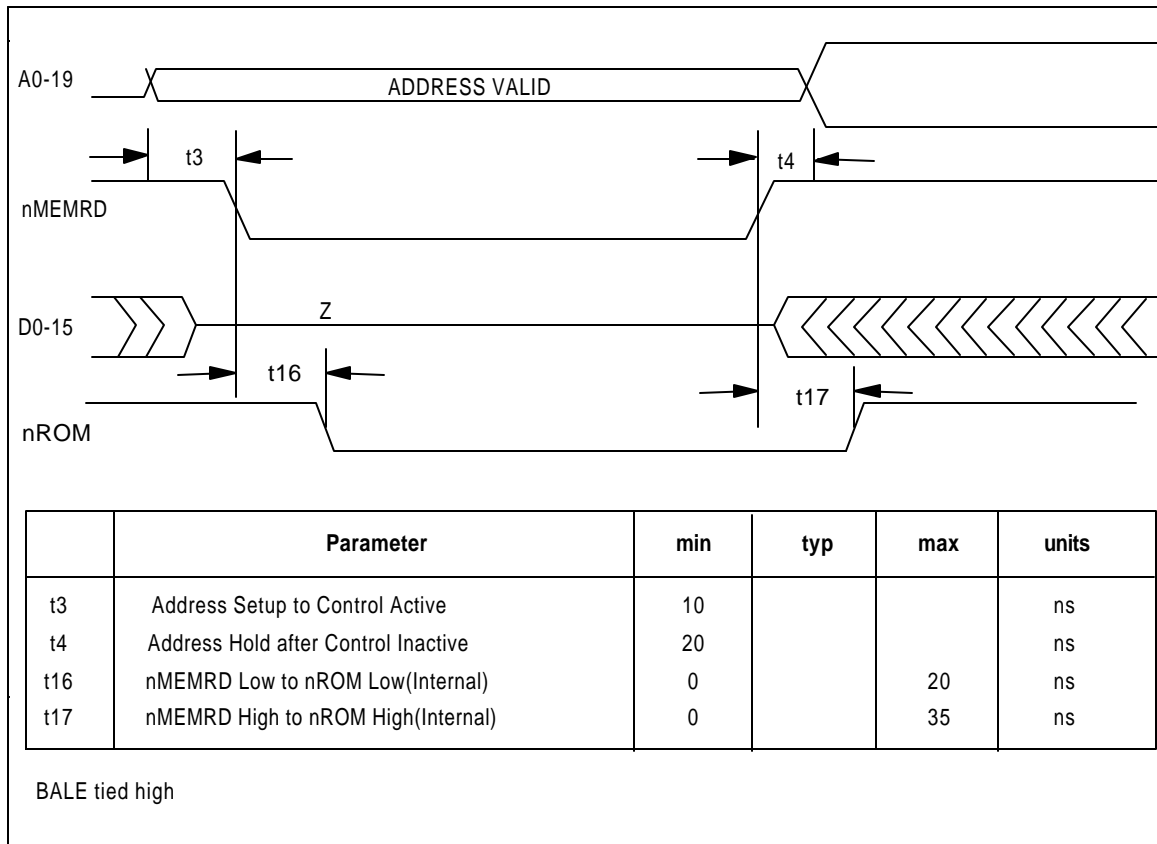 A0-19
ADDRESS VALID
t3
t4
nMEMRD
Z
D0-15
t16
t17
nROM
Parameter min typ max units
t3 Address Setup to Control Active 10 ns
t4 Address Hold after Control Inactive 20 ns
t16 nMEMRD Low to nROM Low(Internal) 0 20 ns
t17 nMEMRD High to nROM High(Internal) 0 35 ns
BALE tied high